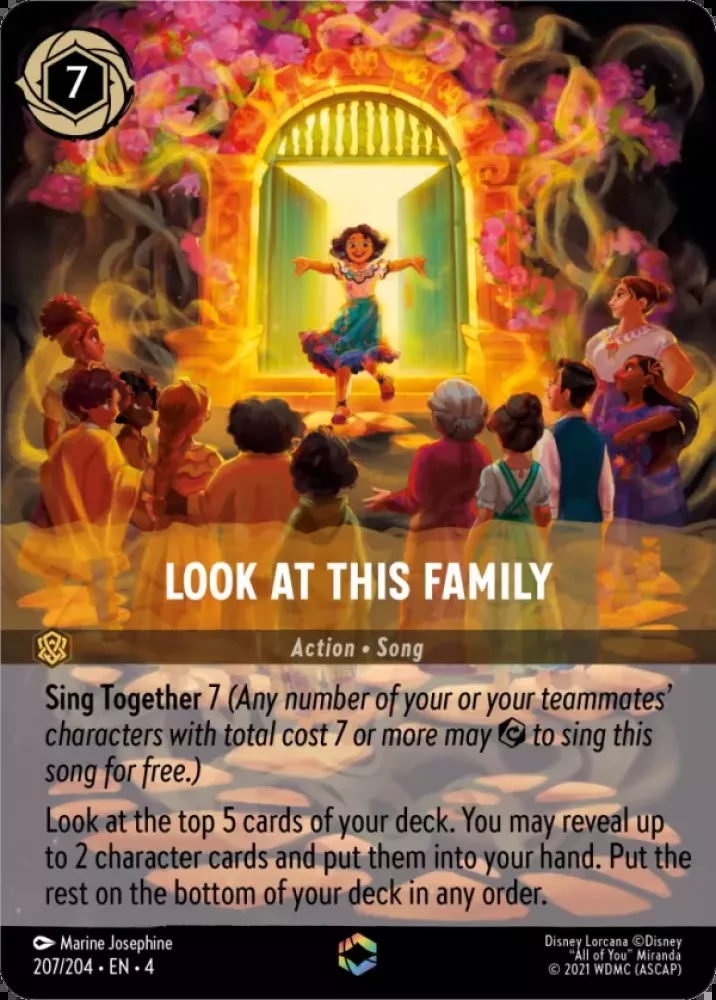 7
LOOK AT THIS FAMILY
Action • Song
Sing Together 7 (Any number of your or your teammates’
characters with total cost 7 or more may to sing this
song for free.)
Look at the top 5 cards of your deck. You may reveal up
to 2 character cards and put them into your hand. Put the
rest on the bottom of your deck in any order.
Marine Josephine
207/204 • EN • 4
Disney Lorcana ©Disney
“All of You” Miranda
© 2021 WDMC (ASCAP)